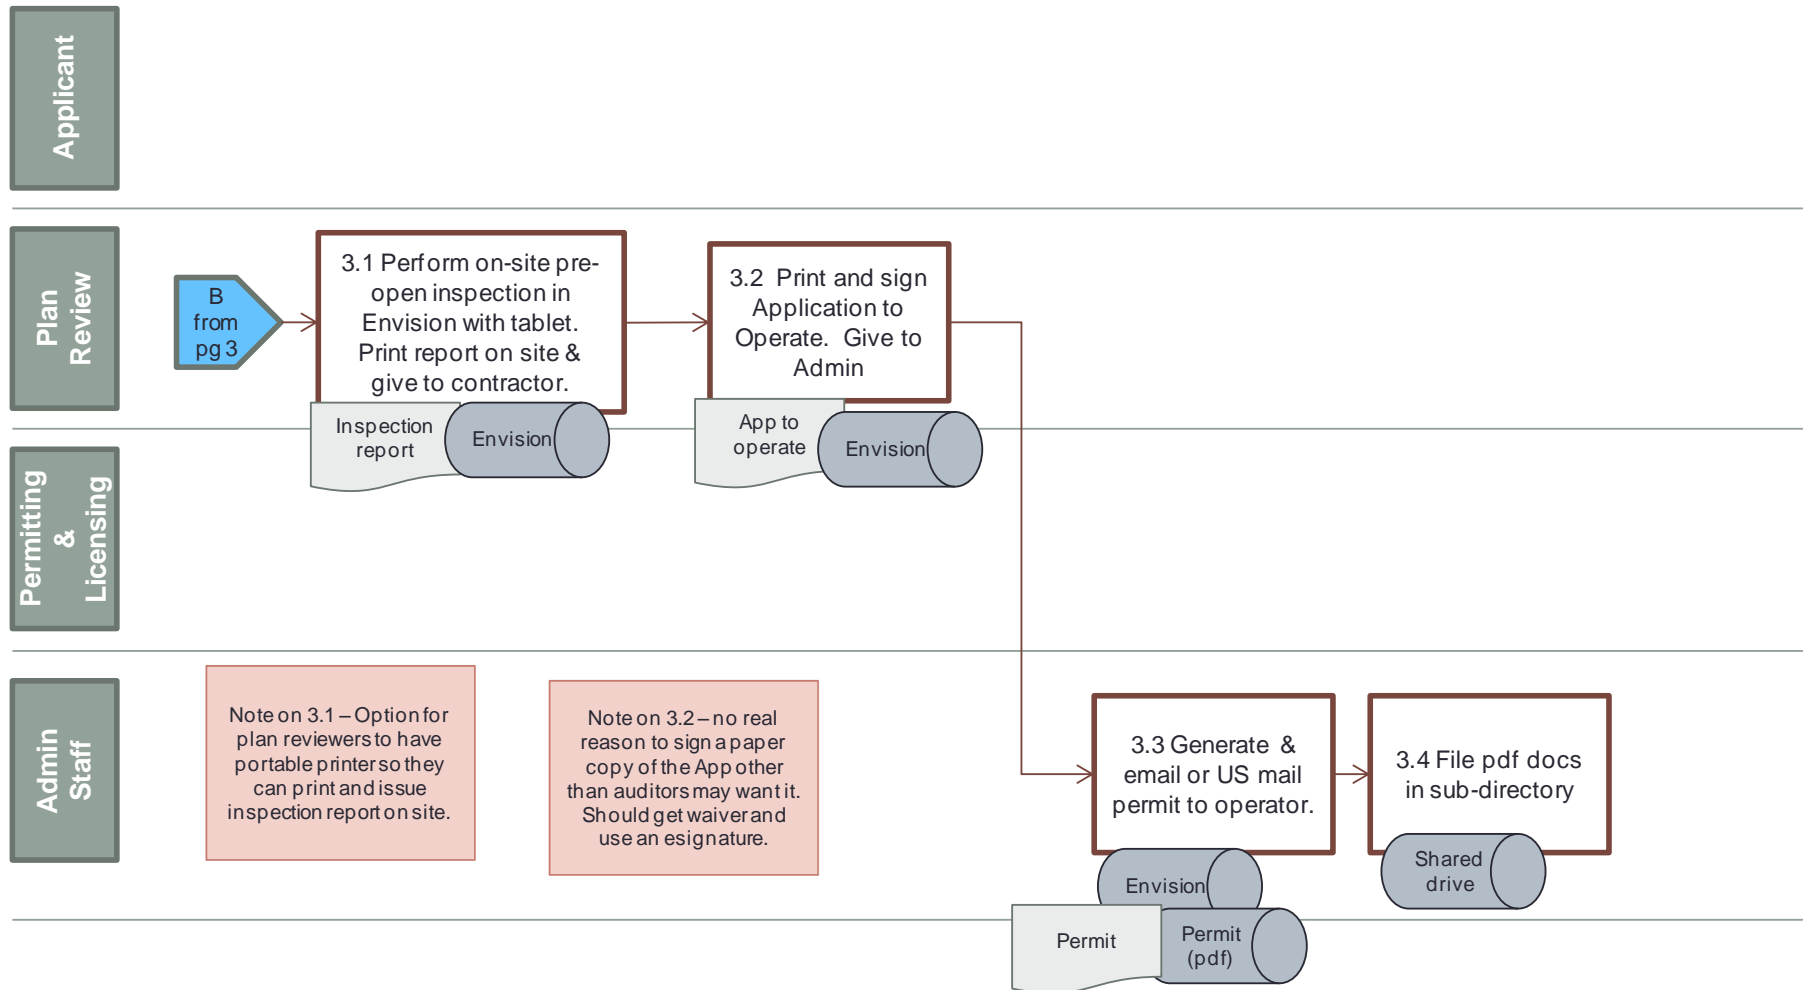 Applicant
Plan
Review
B
from
pg 3
3.1 Perform on-site pre-
open inspection in
Envision with tablet.
Print report on site &
give to contractor.
Inspection
report
Envision
3.2 Print and sign
Application to
Operate. Give to
Admin
App to
operate
Envision
Permitting
&
Licensing
Admin
Staff
Note on 3.1 – Option for
plan reviewers to have
portable printer so they
can print and issue
inspection report on site.
Note on 3.2 – no real
reason to sign a paper
copy of the App other
than auditors may want it.
Should get waiver and
use an esignature.
3.3 Generate &
email or US mail
permit to operator.
Envision
Permit
Permit
(pdf)
3.4 File pdf docs
in sub-directory
Shared
drive